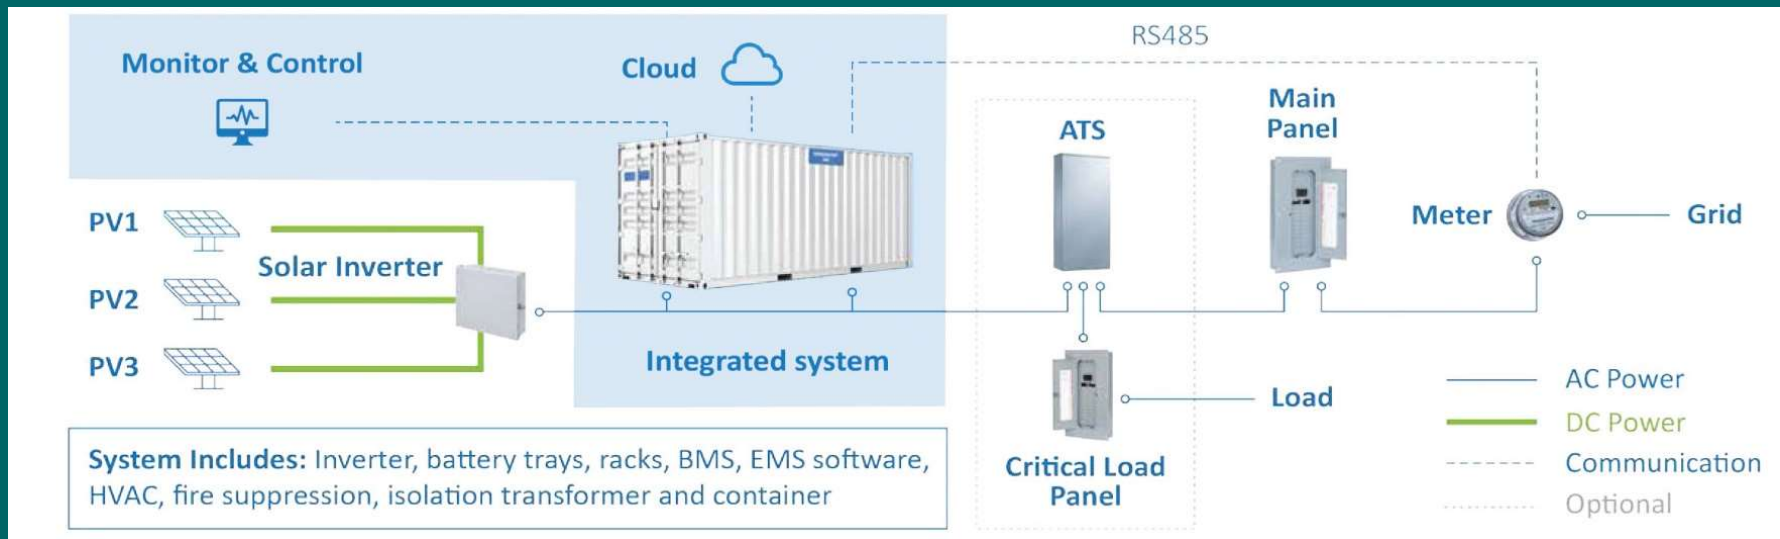 RS485
Monitor & Control
Cloud
Main
Panel
ATS
PV1
Meter
Grid
Solar Inverter
PV2
PV3
Integrated system
Load
AC Power
DC Power
Communication
Optional
Critical Load
Panel
System Includes: Inverter, battery trays, racks, BMS, EMS software,
HVAC, fire suppression, isolation transformer and container